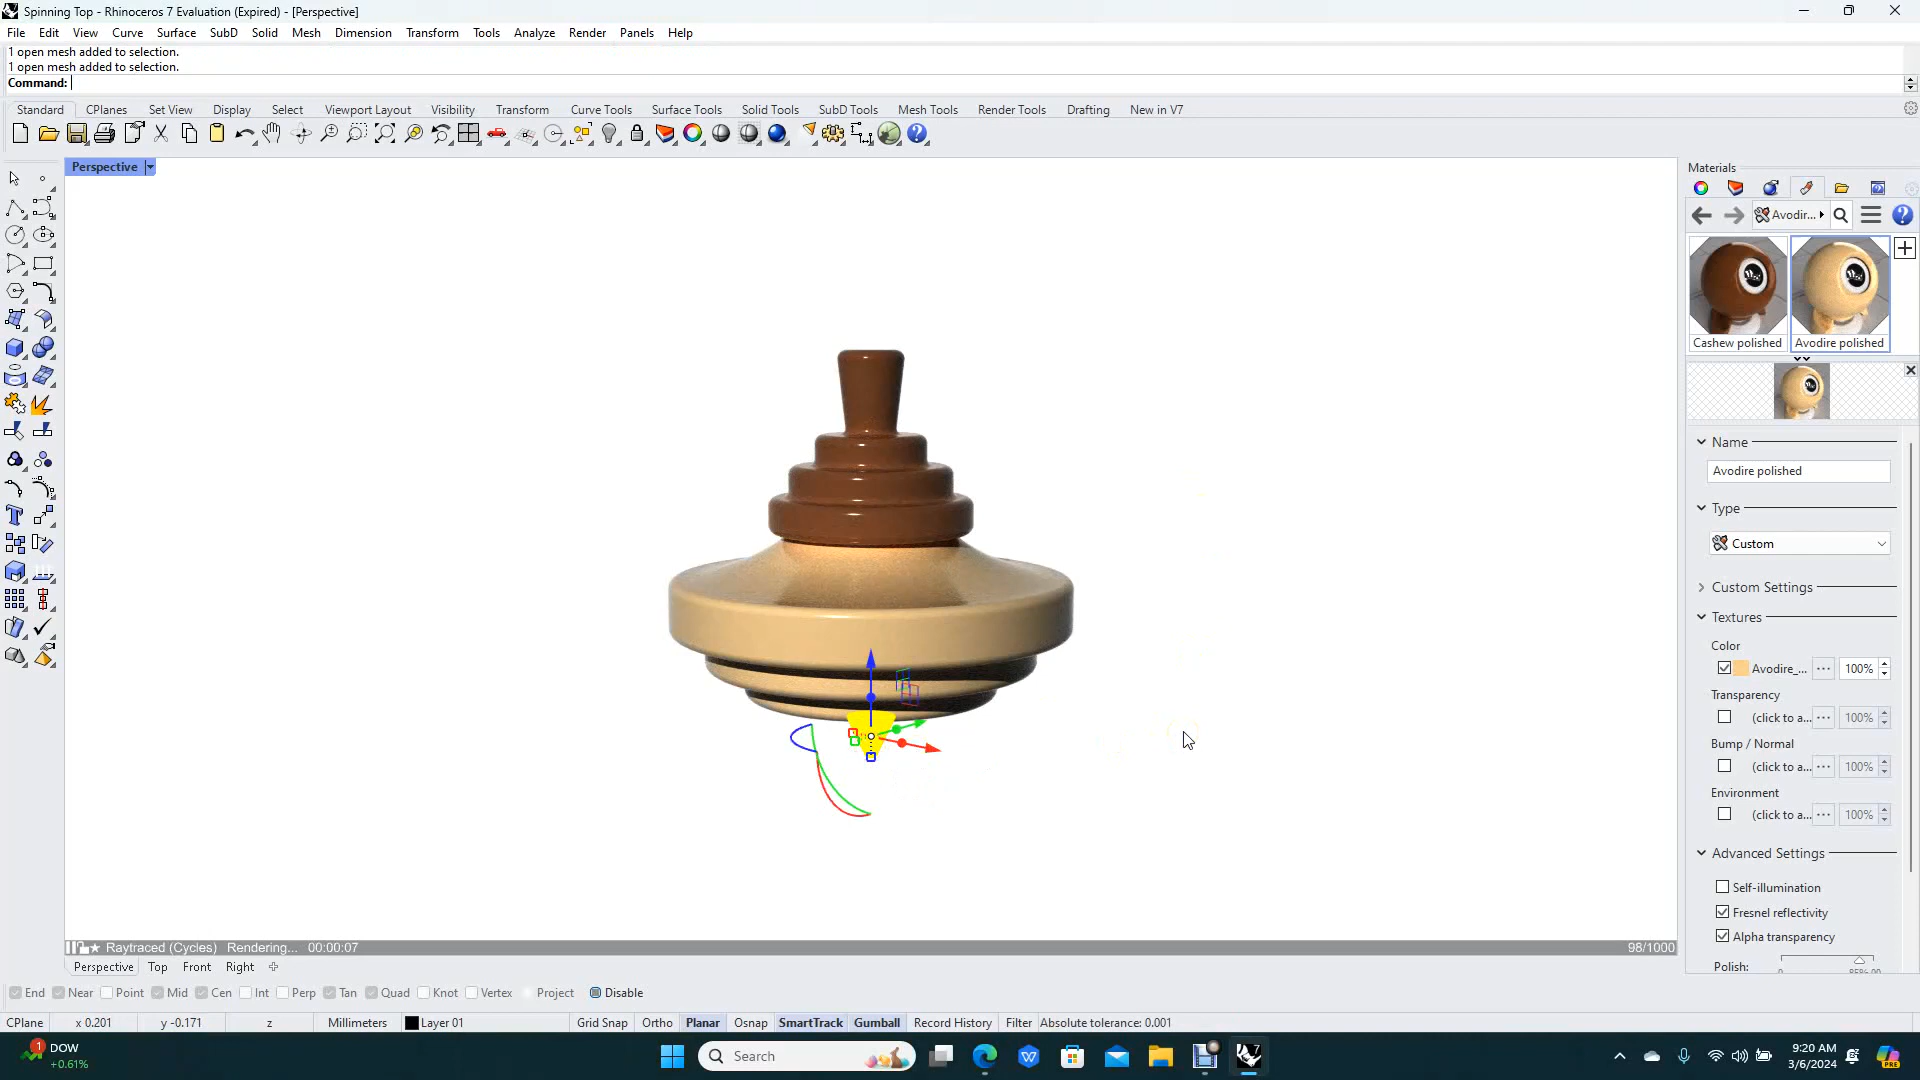 Spinning Top - Rhinoceros 7 Evaluation (Expired) - [Perspective]
File Edit View Curve Surface SubD Solid Mesh Dimension Transform Tools Analyze Render Panels Help
1 open mesh added to selection.
1 open mesh added to selection.
Command:
Standard CPlanes Set View Display Select Viewport Layout Visibility Transform Curve Tools Surface Tools Solid Tools SubD Tools Mesh Tools Render Tools Drafting New in V7
Perspective
Materials
Avodir...
Cashew polished Avodire polished
Name
Avodire polished
Type
Custom
Custom Settings
Textures
Color
Avodire_... ... 100%
Transparency
(click to a... ... 100%
Bump / Normal
(click to a... ... 100%
Environment
(click to a... ... 100%
Advanced Settings
Self-illumination
Fresnel reflectivity
Alpha transparency
Polish:
Raytraced (Cycles) Rendering... 00:00:07 98/1000
Perspective Top Front Right
End Near Point Mid Cen Int Perp Tan Quad Knot Vertex Project Disable
CPlane x 0.201 y -0.171 z Millimeters Layer 01 Grid Snap Ortho Planar Osnap SmartTrack Gumball Record History Filter Absolute tolerance: 0.001
1 DOW
+0.61%
Search
9:20 AM
3/6/2024
PRE